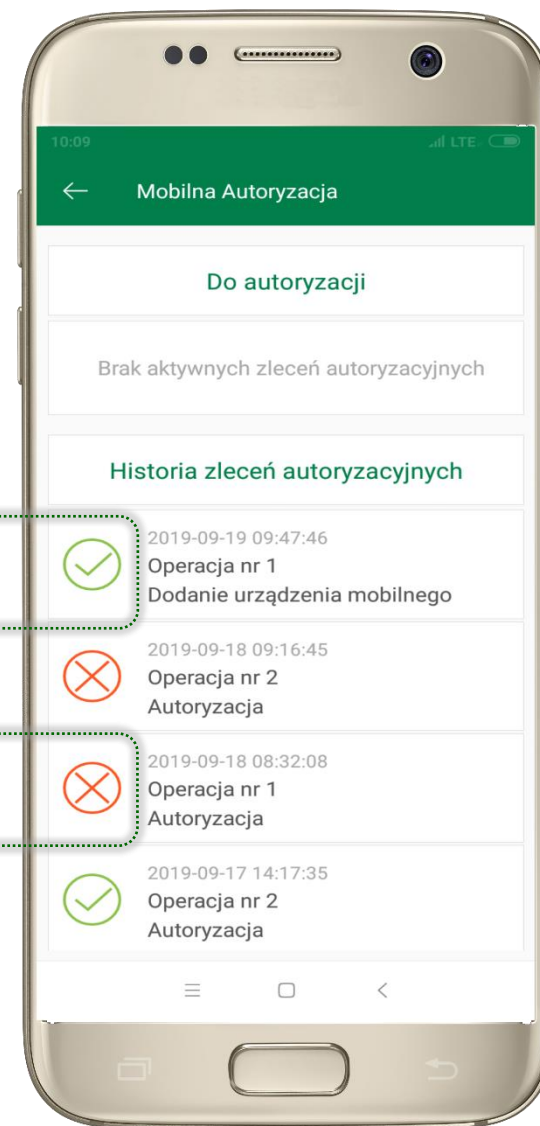 10:09 LTE
Mobilna Autoryzacja
Do autoryzacji
Brak aktywnych zleceń autoryzacyjnych
Historia zleceń autoryzacyjnych
2019-09-19 09:47:46
Operacja nr 1
Dodanie urządzenia mobilnego
2019-09-18 09:16:45
Operacja nr 2
Autoryzacja
2019-09-18 08:32:08
Operacja nr 1
Autoryzacja
2019-09-17 14:17:35
Operacja nr 2
Autoryzacja